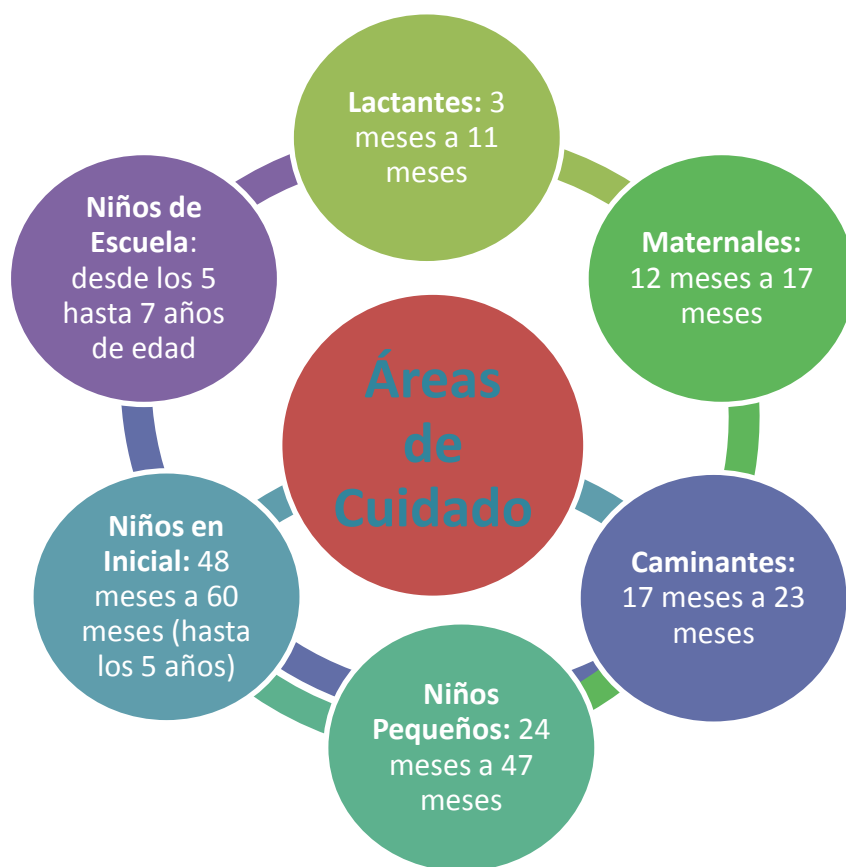 Lactantes: 3
meses a 11
meses
Maternales:
12 meses a 17
meses
Caminantes:
17 meses a 23
meses
Niños
Pequeños: 24
meses a 47
meses
Niños en
Inicial: 48
meses a 60
meses (hasta
los 5 años)
Niños de
Escuela:
desde los 5
hasta 7 años
de edad
Áreas
de
Cuidado